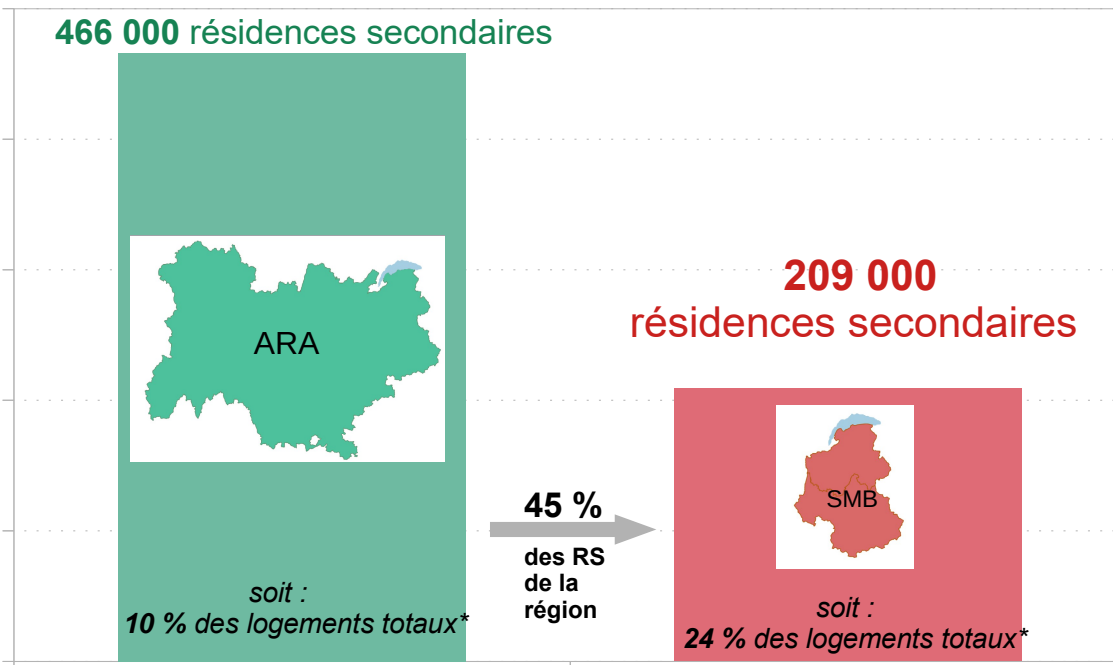 466 000 résidences secondaires
ARA
soit :
10 % des logements totaux*
45 %
des RS
de la
région
209 000
résidences secondaires
SMB
soit :
24 % des logements totaux*